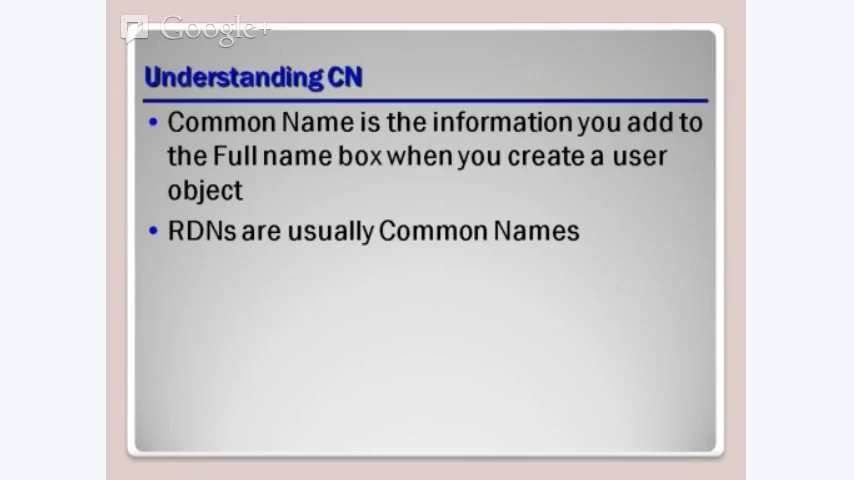 Google+
Understanding CN
• Common Name is the information you add to
the Full name box when you create a user
object
• RDNs are usually Common Names